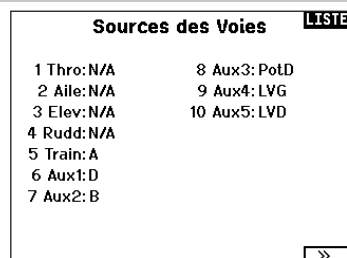 Sources des Voies
LISTE
1 Thro: N/A
2 Aile: N/A
3 Elev: N/A
4 Rudd: N/A
5 Train: A
6 Aux1: D
7 Aux2: B
8 Aux3: Pot.D
9 Aux4: LVG
10 Aux5: LVD
>>